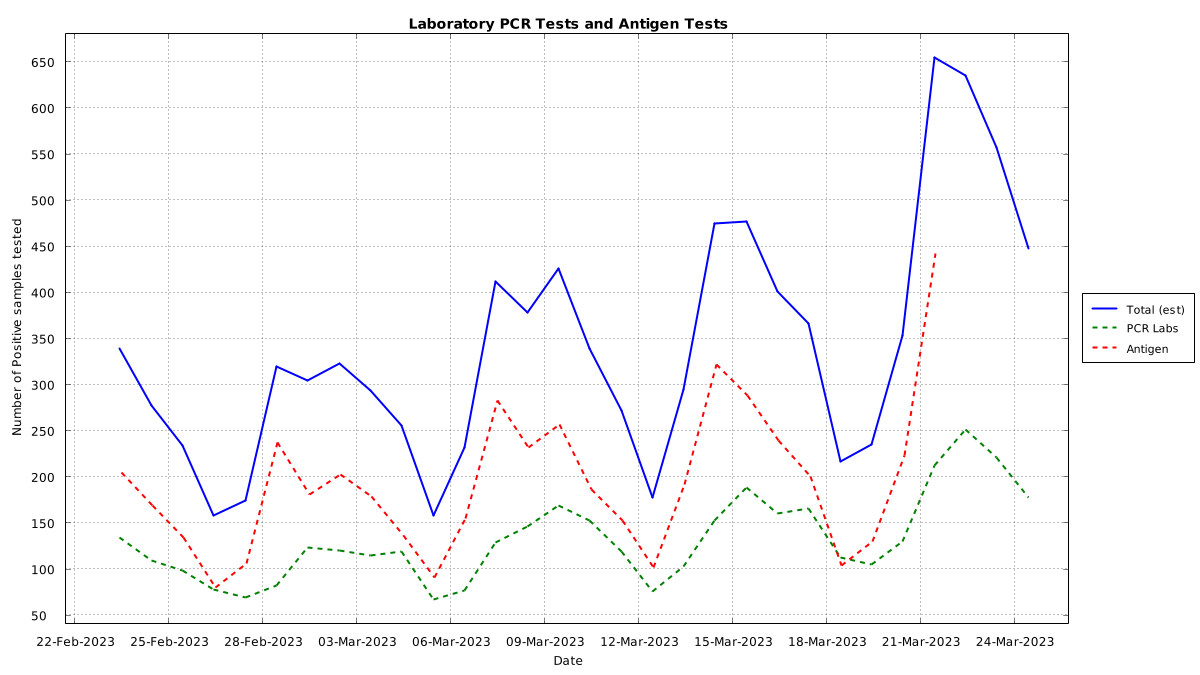 Laboratory PCR Tests and Antigen Tests
Number of Positive samples tested
650
600
550
500
450
400
350
300
250
200
150
100
50
22-Feb-2023 25-Feb-2023 28-Feb-2023 03-Mar-2023 06-Mar-2023 09-Mar-2023 12-Mar-2023 15-Mar-2023 18-Mar-2023 21-Mar-2023 24-Mar-2023
Date
Total (est)
PCR Labs
Antigen